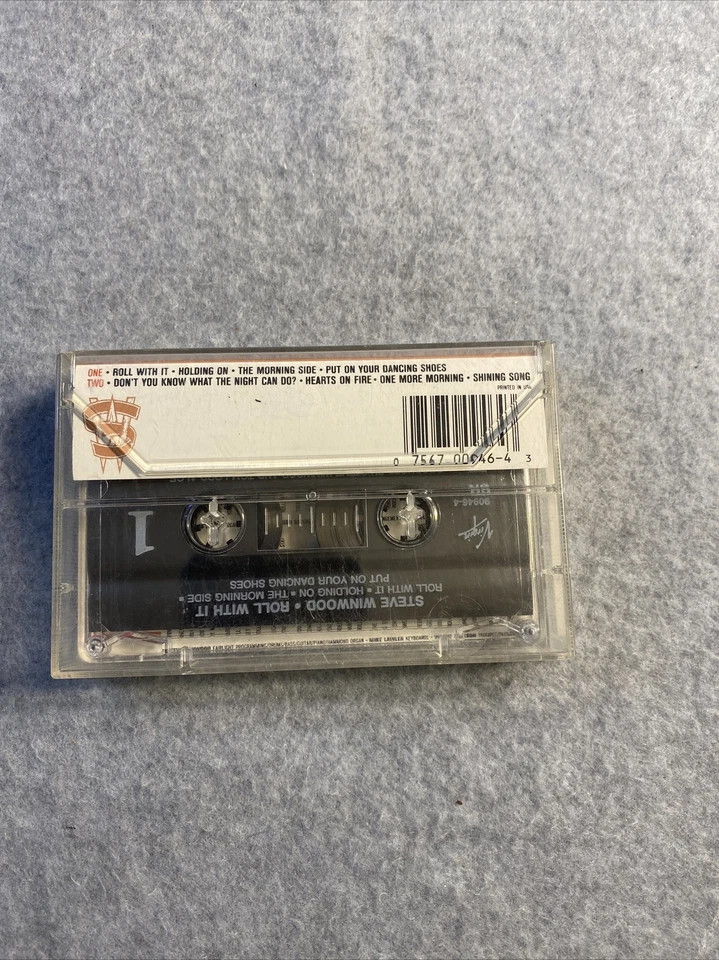 ONE • ROLL WITH IT • HOLDING ON • THE MORNING SIDE • PUT ON YOUR DANCING SHOES
TWO • DON'T YOU KNOW WHAT THE NIGHT CAN DO? • HEARTS ON FIRE • ONE MORE MORNING • SHINING SONG
PRINTED IN USA
0 7567 46-4 3
90946-4
Virgin
1
STEVE WINWOOD • ROLL WITH IT
ROLL WITH IT ■ HOLDING ON ■ THE MORNING SIDE ■
PUT ON YOUR DANCING SHOES